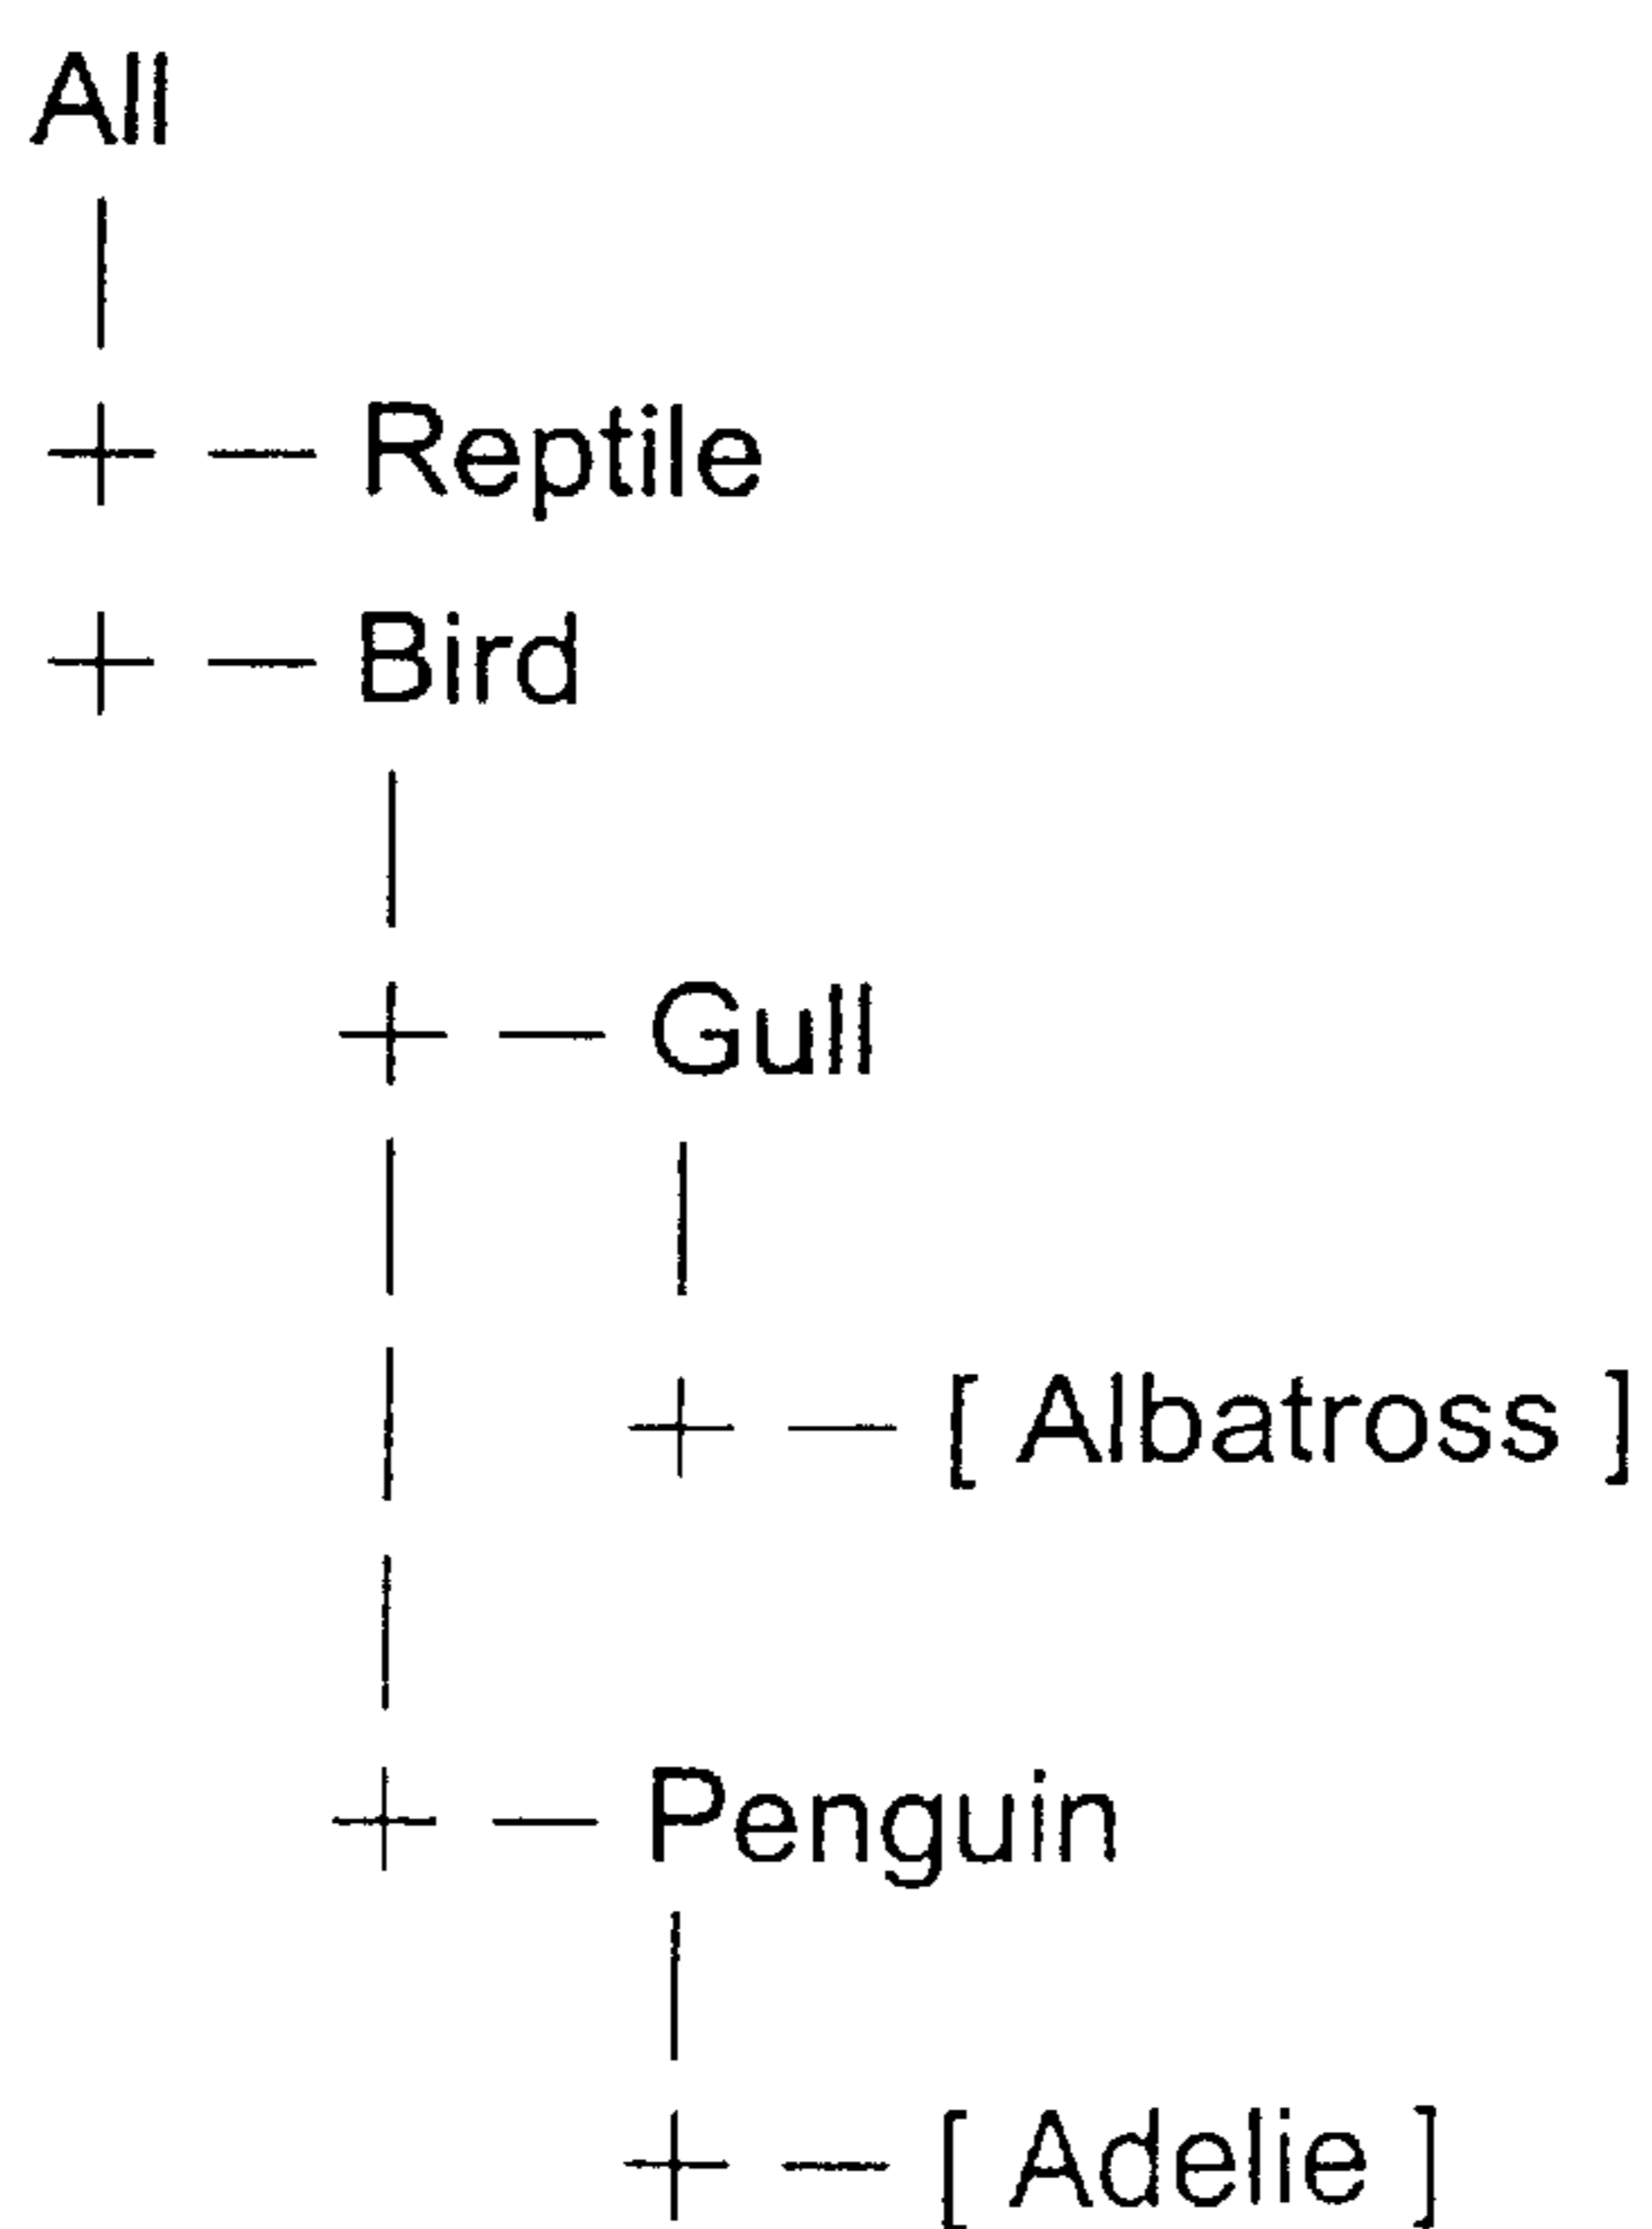 All
Reptile
Bird
Gull
[ Albatross ]
Penguin
[ Adelie ]